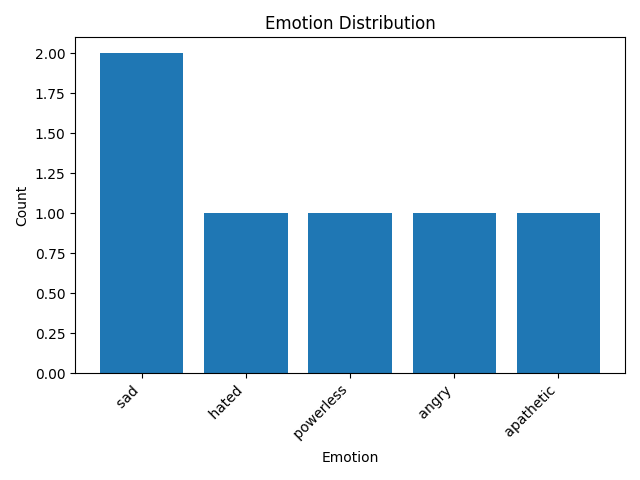 Emotion Distribution
2.00
1.75
1.50
1.25
1.00
0.75
0.50
0.25
0.00
Count
sad
hated
powerless
angry
apathetic
Emotion